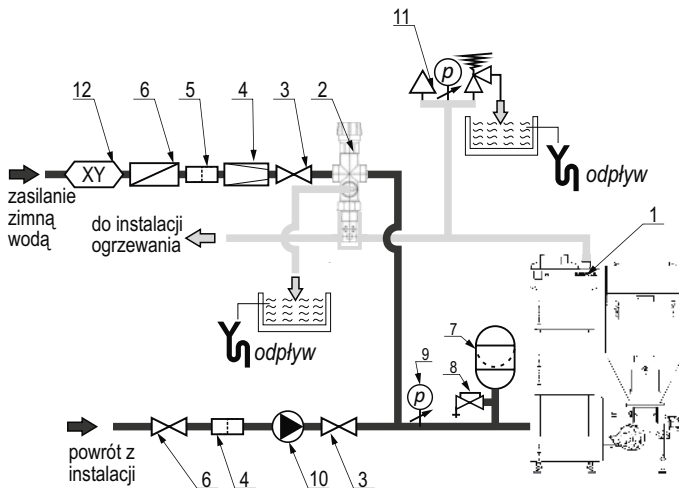 11
12
6
5
4
3
2
p
XY
odpływ
zasilanie
zimną
wodą
do instalacji
ogrzewania
1
odpływ
7
9
8
p
powrót z
instalacji
6
4
10
3